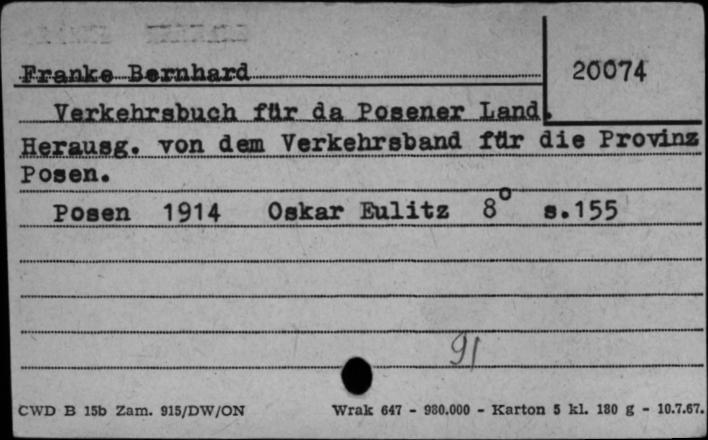 Franke Bernhard
20074
Verkehrsbuch für da Posener Land.
Herausg. von dem Verkehrsband für die Provinz
Posen.
Posen 1914 Oskar Eulitz 8° s.155
91
CWD B 15b Zam. 915/DW/ON Wrak 647 - 980.000 - Karton 5 kl. 180 g - 10.7.67.